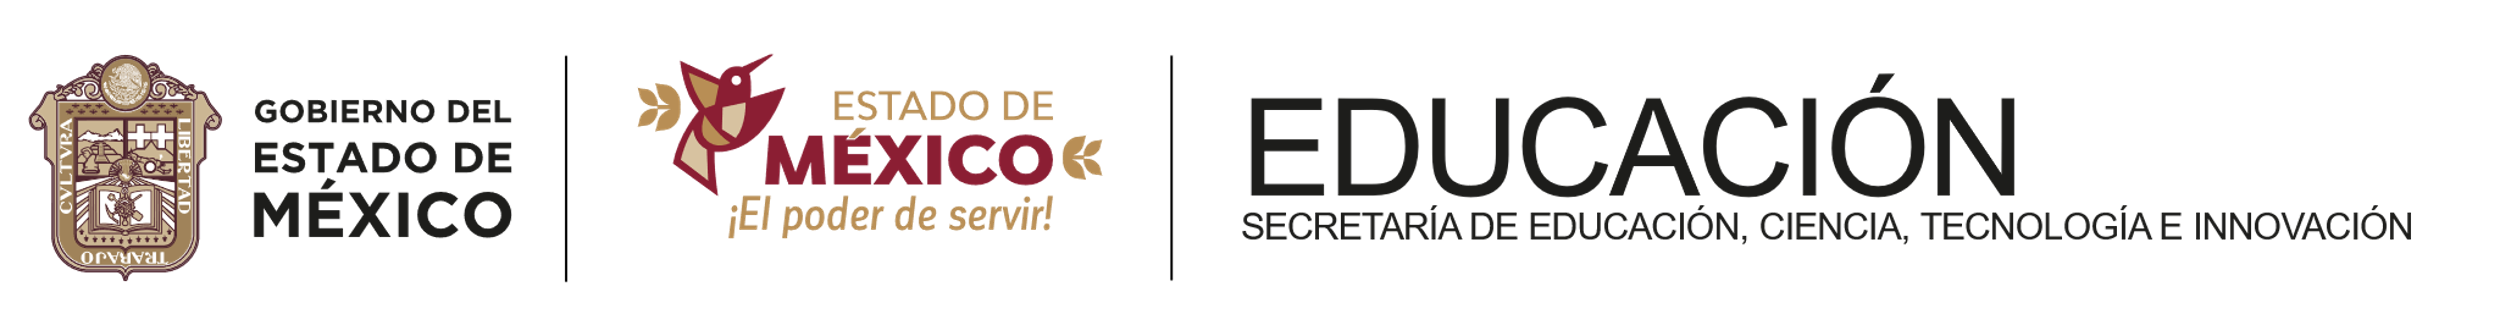 CVLTVRA
LIBERTAD
TRABAJO
GOBIERNO DEL
ESTADO DE
MÉXICO
ESTADO DE
MÉXICO
¡El poder de servir!
EDUCACIÓN
SECRETARÍA DE EDUCACIÓN, CIENCIA, TECNOLOGÍA E INNOVACIÓN